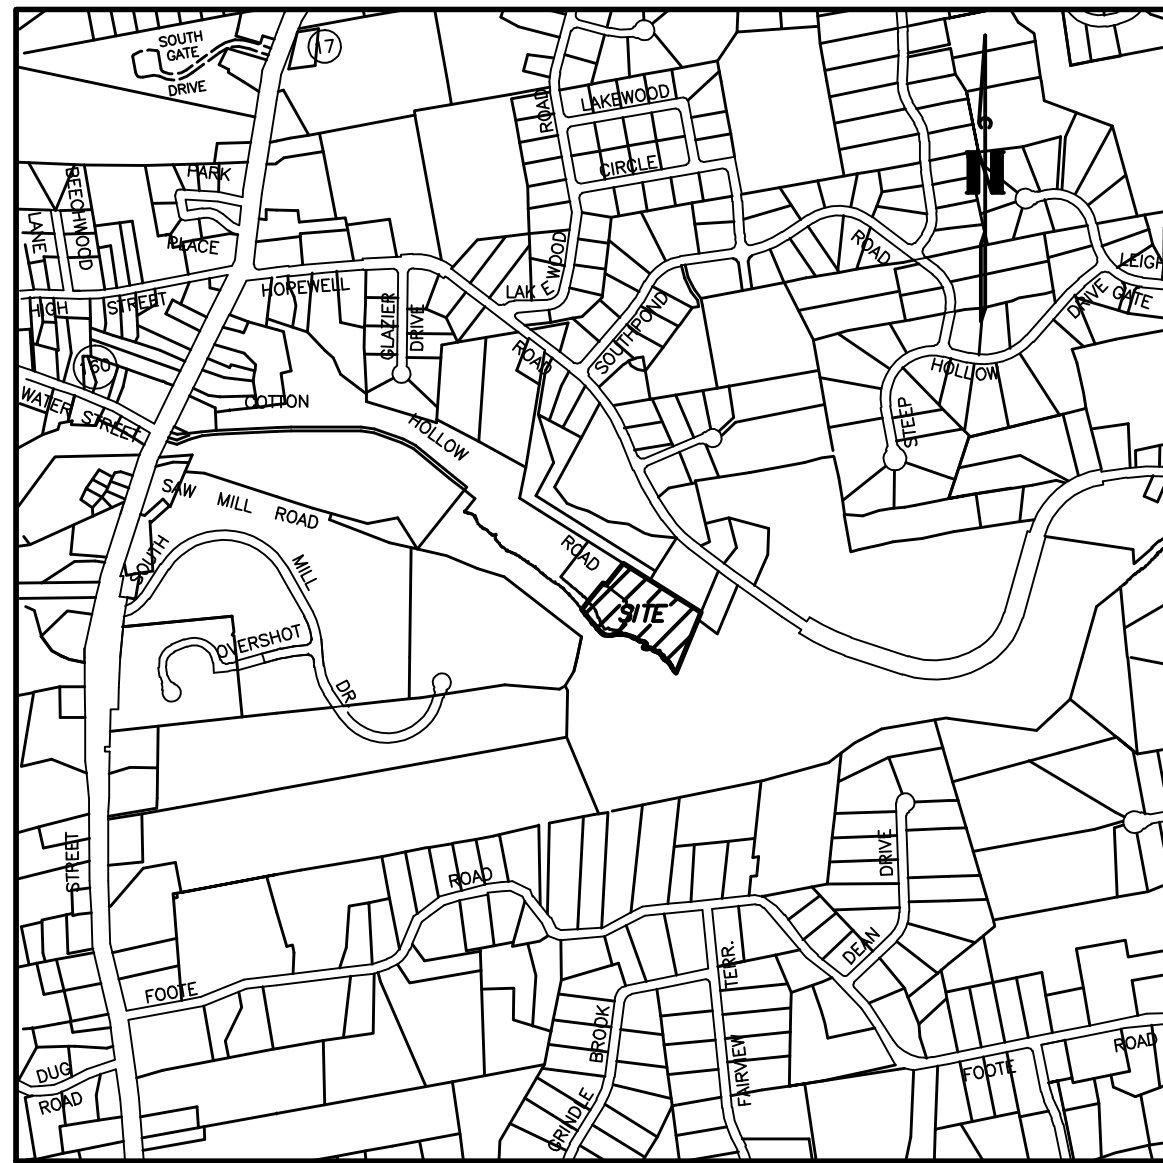 SOUTH
GATE
DRIVE
17
ROAD
LAKEWOOD
CIRCLE
N
PARK
PLACE
BEECHWOOD
LANE
HIGH STREET
HOPEWELL
ROAD
GLAZIER
DRIVE
LAKEWOOD
SOUTHPOND
ROAD
LEIGH
GATE
DRIVE
HOLLOW
STEEP
160
WATER STREET
COTTON
HOLLOW
ROAD
SAW MILL ROAD
SOUTH
MILL
OVERSHOT
DR.
SITE
STREET
ROAD
FOOTE
DUG
ROAD
DRIVE
DEAN
TERR.
FAIRVIEW
BROOK
GRINDLE
FOOTE
ROAD